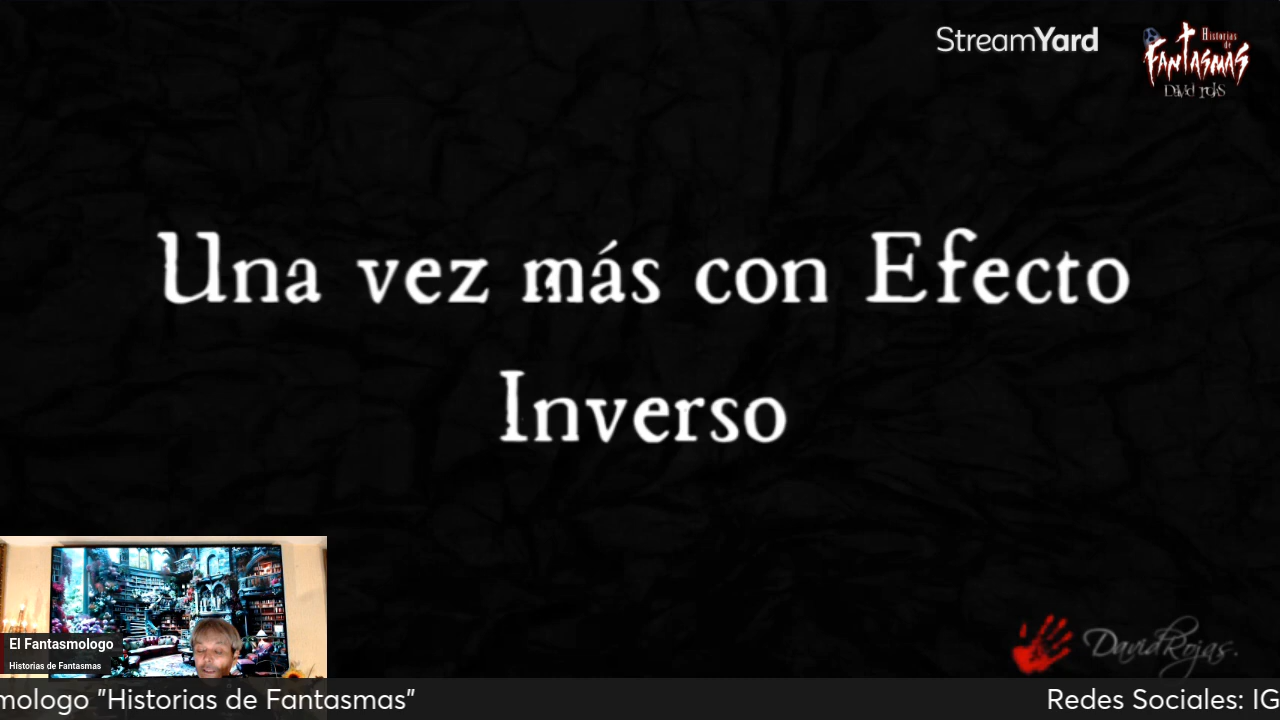 StreamYard
Historias
de
FANTASMAS
David rojas
Una vez más con Efecto
Inverso
El Fantasmologo
Historias de Fantasmas
DavidRojas.
mologo "Historias de Fantasmas"
Redes Sociales: IG